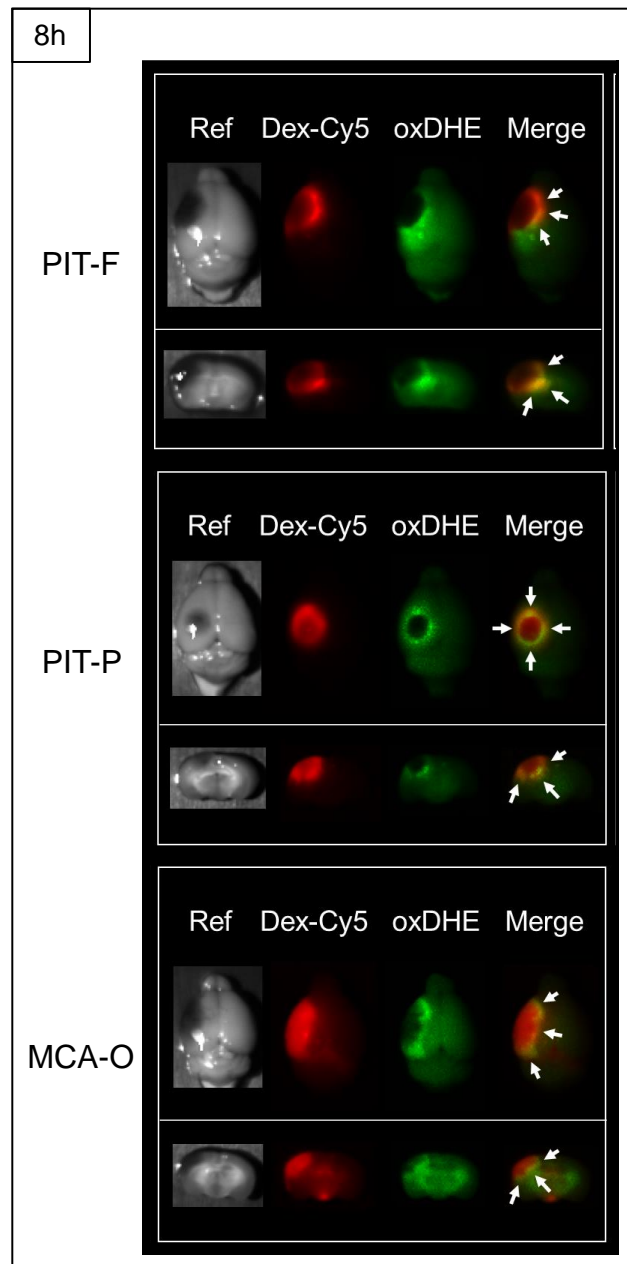 8h
Ref Dex-Cy5 oxDHE Merge
PIT-F
Ref Dex-Cy5 oxDHE Merge
PIT-P
Ref Dex-Cy5 oxDHE Merge
MCA-O